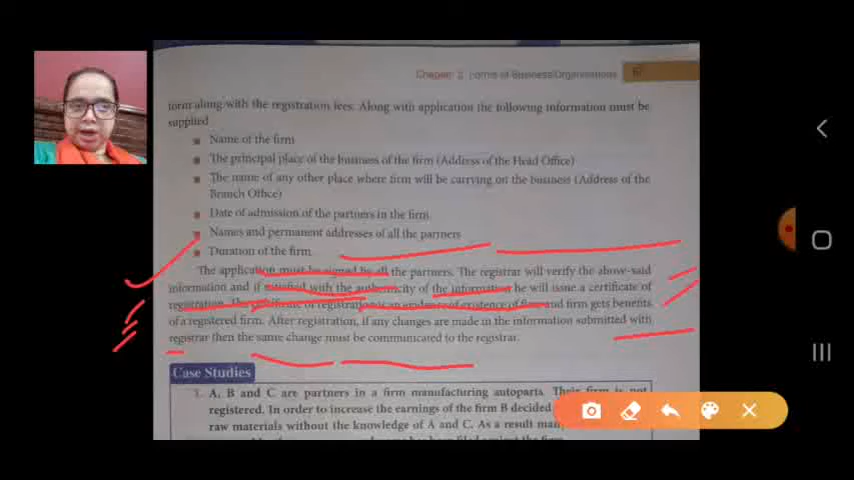 Chapter 2 Forms of Business Organisations
form along with the registration fees. Along with application the following information must be
supplied
Name of the firm
The principal place of the business of the firm (Address of the Head Office)
The name of any other place where firm will be carrying on the business (Address of the
Branch Office)
Date of admission of the partners in the firm
Names and permanent addresses of all the partners
Duration of the firm
The application must be signed by all the partners. The registrar will verify the above-said
information and if satisfied with the authenticity of the information he will issue a certificate of
registration. The certificate of registration is an evidence of existence of firm and firm gets benefits
of a registered firm. After registration, if any changes are made in the information submitted with
registrar then the same change must be communicated to the registrar.
Case Studies
1. A, B and C are partners in a firm manufacturing autoparts. Their firm is not
registered. In order to increase the earnings of the firm B decided
raw materials without the knowledge of A and C. As a result